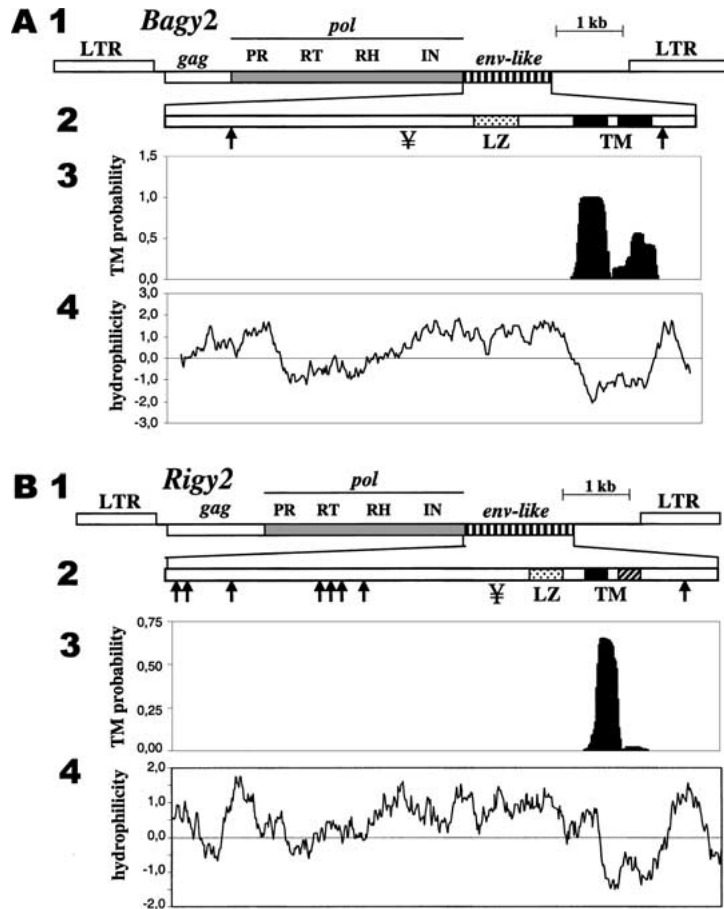 A 1 Bagy2 pol 1 kb
LTR gag PR RT RH IN env-like LTR
2
¥ LZ TM
3
TM probability
1,5
1,0
0,5
0,0
4
hydrophilicity
3,0
2,0
1,0
0,0
-1,0
-2,0
-3,0
B 1 Rigy2 pol 1 kb
LTR gag PR RT RH IN env-like LTR
2
¥ LZ TM
3
TM probability
0,75
0,50
0,25
0,00
4
hydrophilicity
2,0
1,0
0,0
-1,0
-2,0